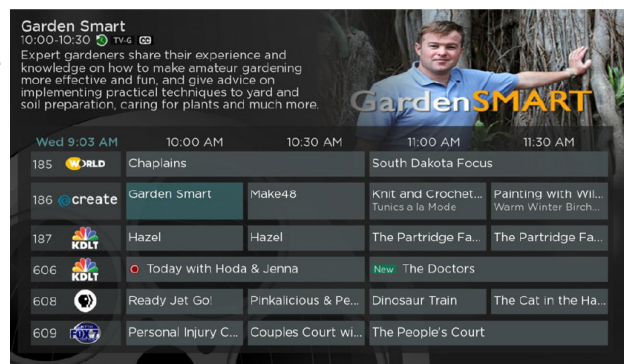 Garden Smart
10:00-10:30 TV-G CC
Expert gardeners share their experience and
knowledge on how to make amateur gardening
more effective and fun, and give advice on
implementing practical techniques to yard and
soil preparation, caring for plants and much more.
GardenSMART
Wed 9:03 AM 10:00 AM 10:30 AM 11:00 AM 11:30 AM
185 WORLD Chaplains South Dakota Focus
186 create Garden Smart Make48 Knit and Crochet... Painting with Wil...
Tunics a la Mode Warm Winter Birch...
187 KDLT Hazel Hazel The Partridge Fa... The Partridge Fa...
606 KDLT Today with Hoda & Jenna New The Doctors
608 Ready Jet Go! Pinkalicious & Pe... Dinosaur Train The Cat in the Ha...
609 FOX 7 Personal Injury C... Couples Court wi... The People's Court